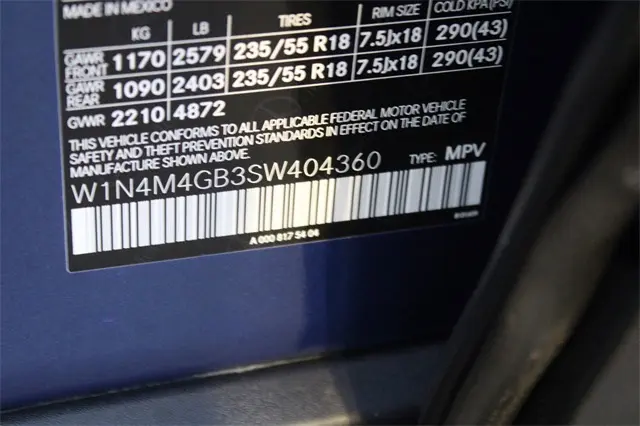 MADE IN MEXICO
KG LB TIRES RIM SIZE COLD KPA(PSI)
GAWR FRONT 1170 2579 235/55 R18 7.5Jx18 290(43)
GAWR REAR 1090 2403 235/55 R18 7.5Jx18 290(43)
GVWR 2210 4872
THIS VEHICLE CONFORMS TO ALL APPLICABLE FEDERAL MOTOR VEHICLE
SAFETY AND THEFT PREVENTION STANDARDS IN EFFECT ON THE DATE OF
MANUFACTURE SHOWN ABOVE.
W1N4M4GB3SW404360 TYPE: MPV
A 000 817 54 04